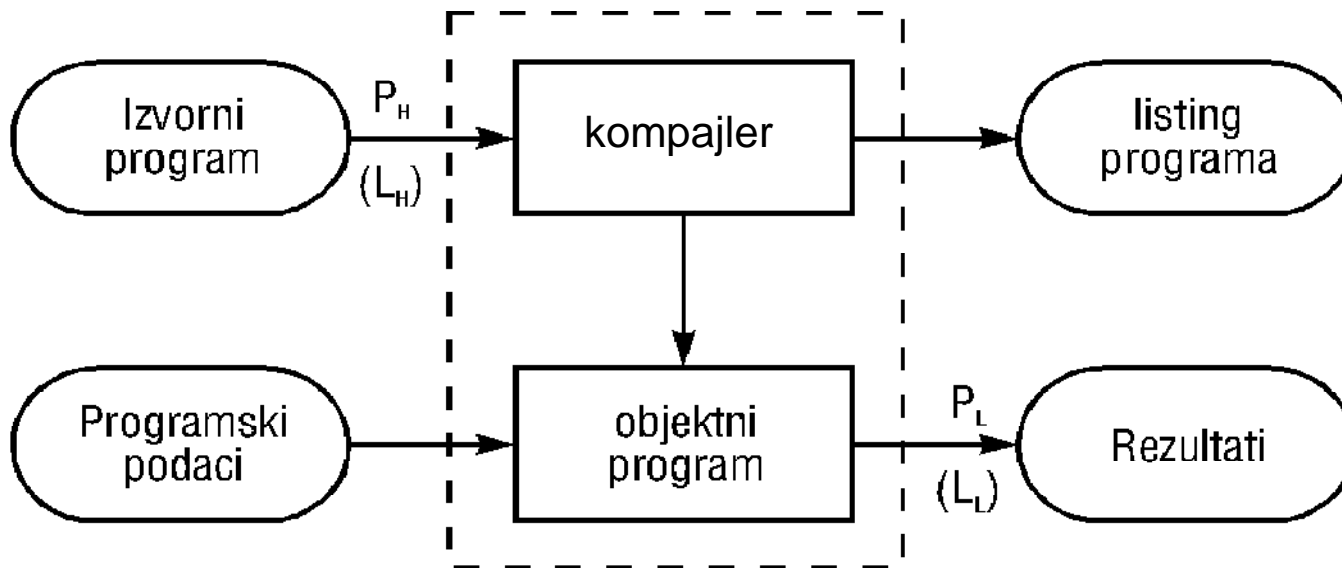 Izvorni
program
P_H
(L_H)
kompajler
listing
programa
Programski
podaci
objektni
program
P_L
(L_L)
Rezultati